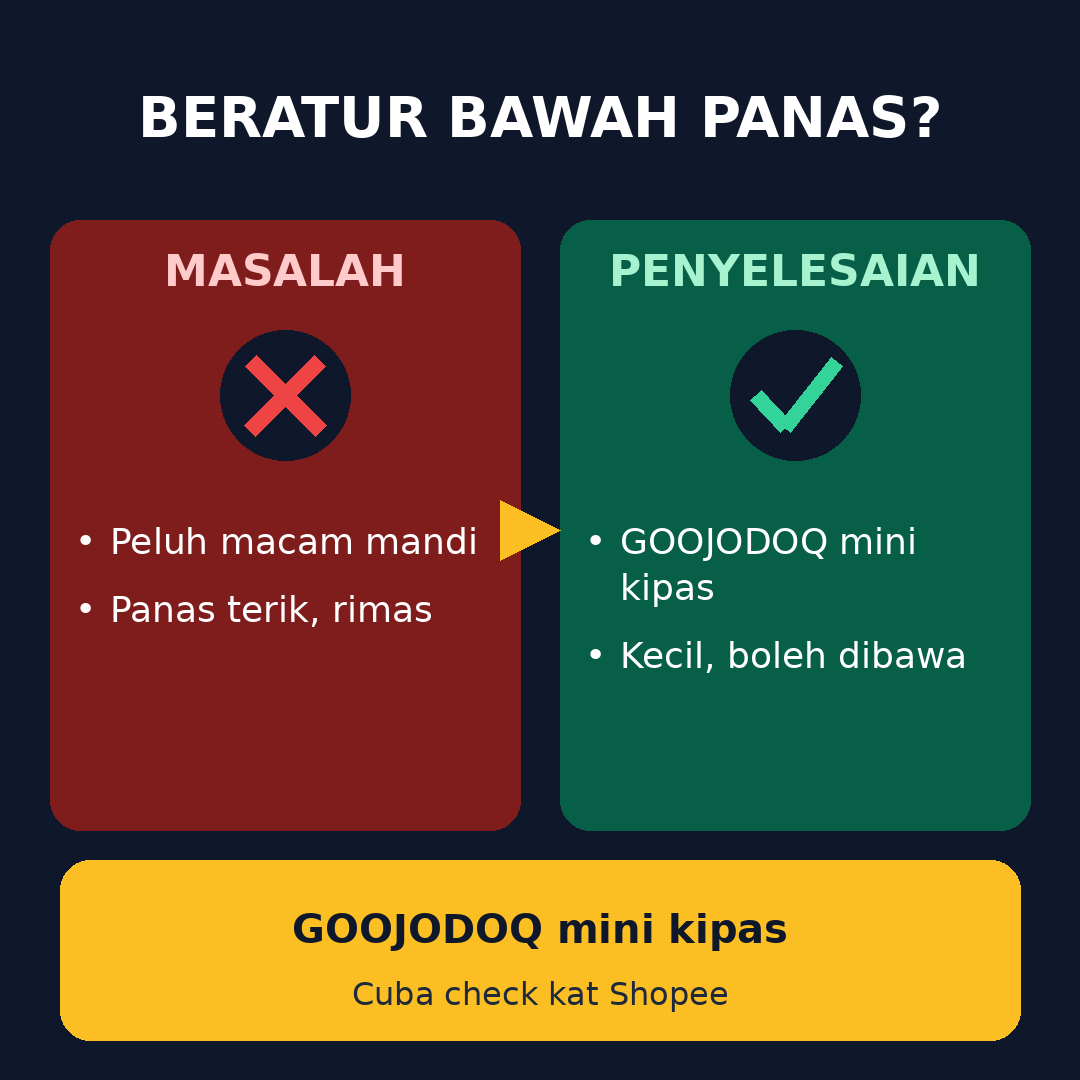 BERATUR BAWAH PANAS?
MASALAH
• Peluh macam mandi
• Panas terik, rimas
PENYELESAIAN
• GOOJODOQ mini
kipas
• Kecil, boleh dibawa
GOOJODOQ mini kipas
Cuba check kat Shopee